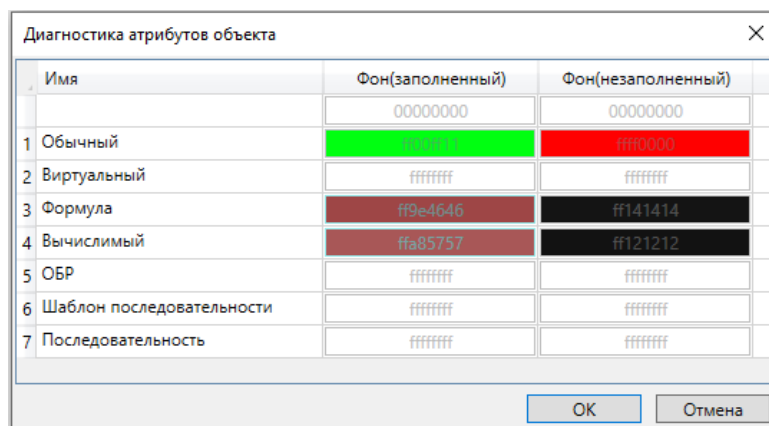 Диагностика атрибутов объекта
Имя Фон(заполненный) Фон(незаполненный)
00000000 00000000
1 Обычный ff00ff11 ffff0000
2 Виртуальный ffffffff ffffffff
3 Формула ff9e4646 ff141414
4 Вычислимый ffa85757 ff121212
5 ОБР ffffffff ffffffff
6 Шаблон последовательности ffffffff ffffffff
7 Последовательность ffffffff ffffffff
OK Отмена